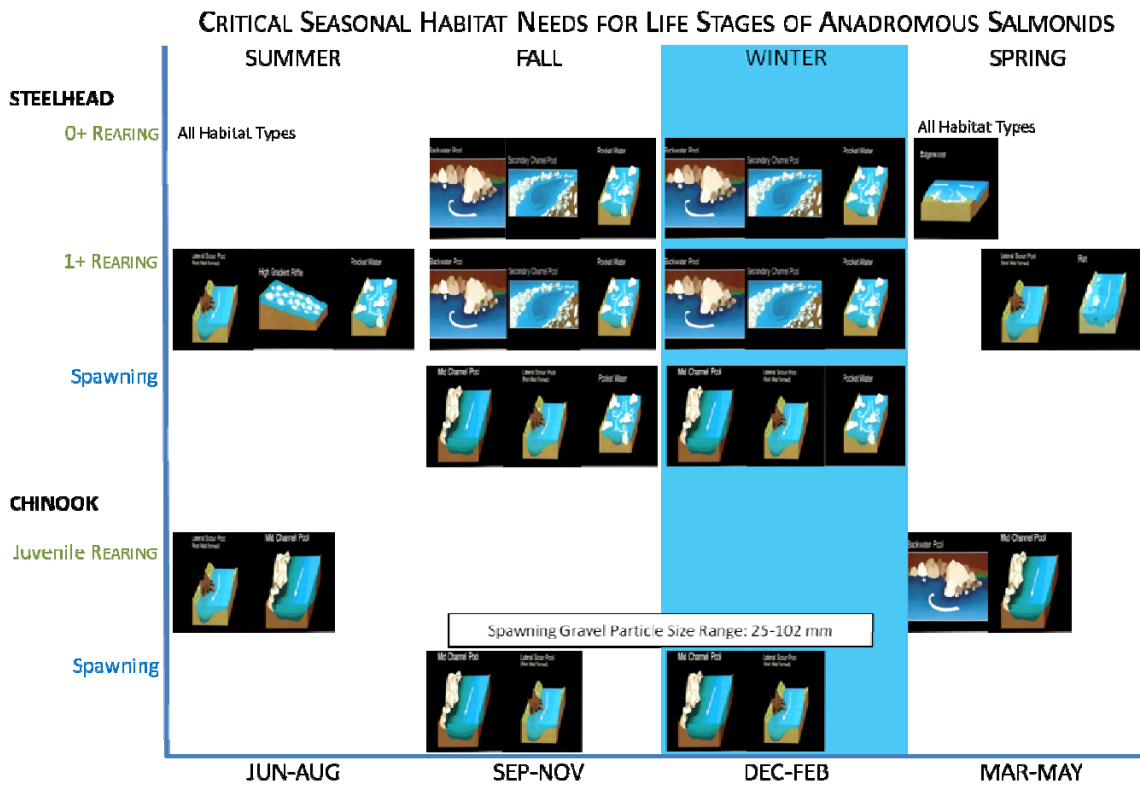 CRITICAL SEASONAL HABITAT NEEDS FOR LIFE STAGES OF ANADROMOUS SALMONIDS
SUMMER FALL WINTER SPRING
STEELHEAD
0+ REARING All Habitat Types All Habitat Types
Backwater Pool Secondary Channel Pool Pocket Water Backwater Pool Secondary Channel Pool Pocket Water Edgewater
1+ REARING
Lateral Scour Pool High Gradient Riffle Pocket Water Backwater Pool Secondary Channel Pool Pocket Water Backwater Pool Secondary Channel Pool Pocket Water Lateral Scour Pool Run
Spawning
Mid Channel Pool Lateral Scour Pool Pocket Water Mid Channel Pool Lateral Scour Pool Pocket Water
CHINOOK
Juvenile REARING
Lateral Scour Pool Mid Channel Pool Backwater Pool Mid Channel Pool
Spawning Gravel Particle Size Range: 25-102 mm
Spawning
Mid Channel Pool Lateral Scour Pool Mid Channel Pool Lateral Scour Pool
JUN-AUG SEP-NOV DEC-FEB MAR-MAY